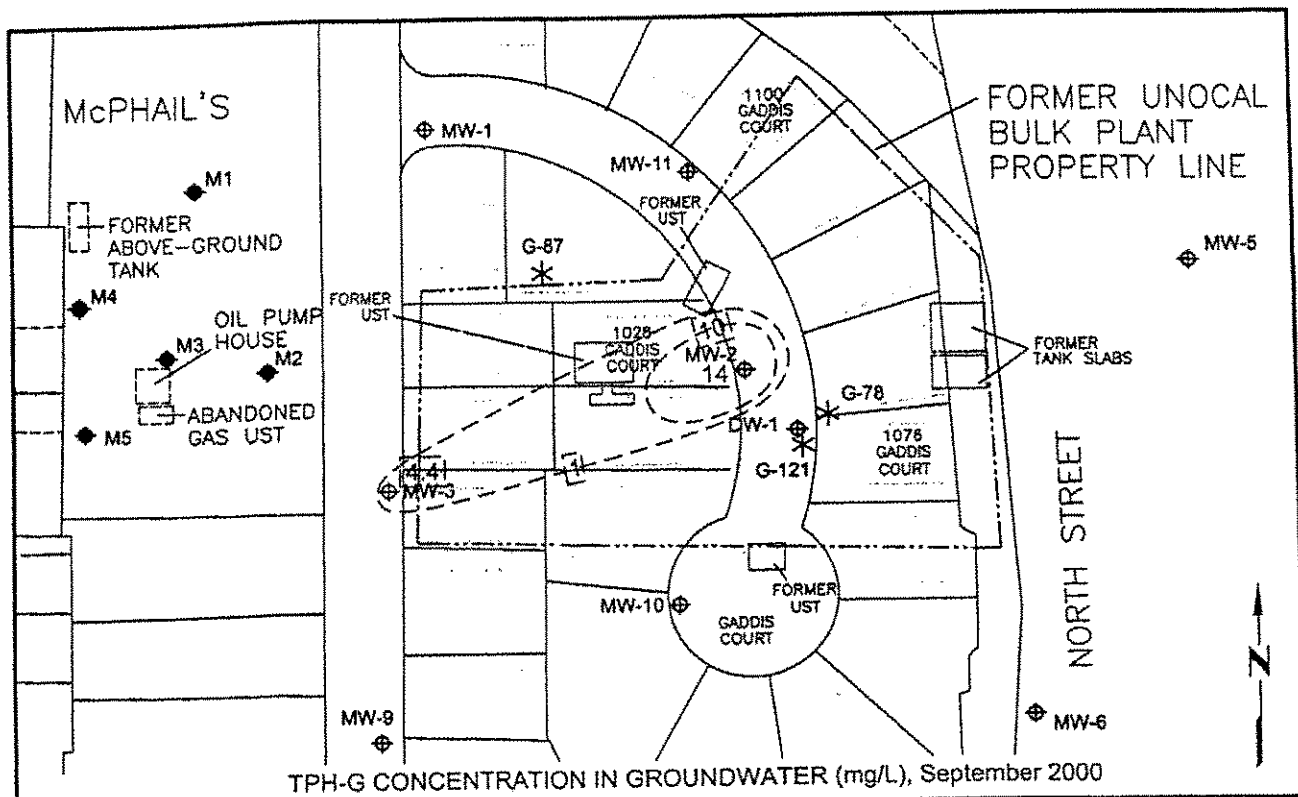 McPHAIL'S
M1
FORMER
ABOVE-GROUND
TANK
M4
OIL PUMP
HOUSE
M3
M2
ABANDONED
GAS UST
M5
MW-1
MW-11
FORMER
UST
1100
GADDIS
COURT
FORMER UNOCAL
BULK PLANT
PROPERTY LINE
MW-5
G-87
FORMER
UST
1028
GADDIS
COURT
10
MW-2
14
FORMER
TANK SLABS
G-78
DW-1
G-121
1076
GADDIS
COURT
4.4
MW-3
1
NORTH STREET
FORMER
UST
MW-10
GADDIS
COURT
N
MW-9
MW-6
TPH-G CONCENTRATION IN GROUNDWATER (mg/L), September 2000